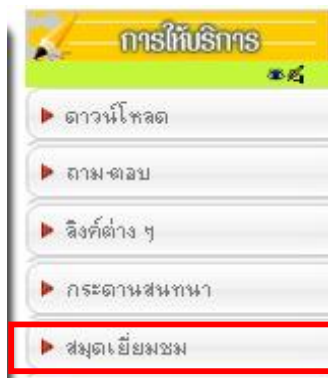 การให้บริการ
ดาวน์โหลด
ถาม-ตอบ
ลิงค์ต่าง ๆ
กระดานสนทนา
สมุดเยี่ยมชม